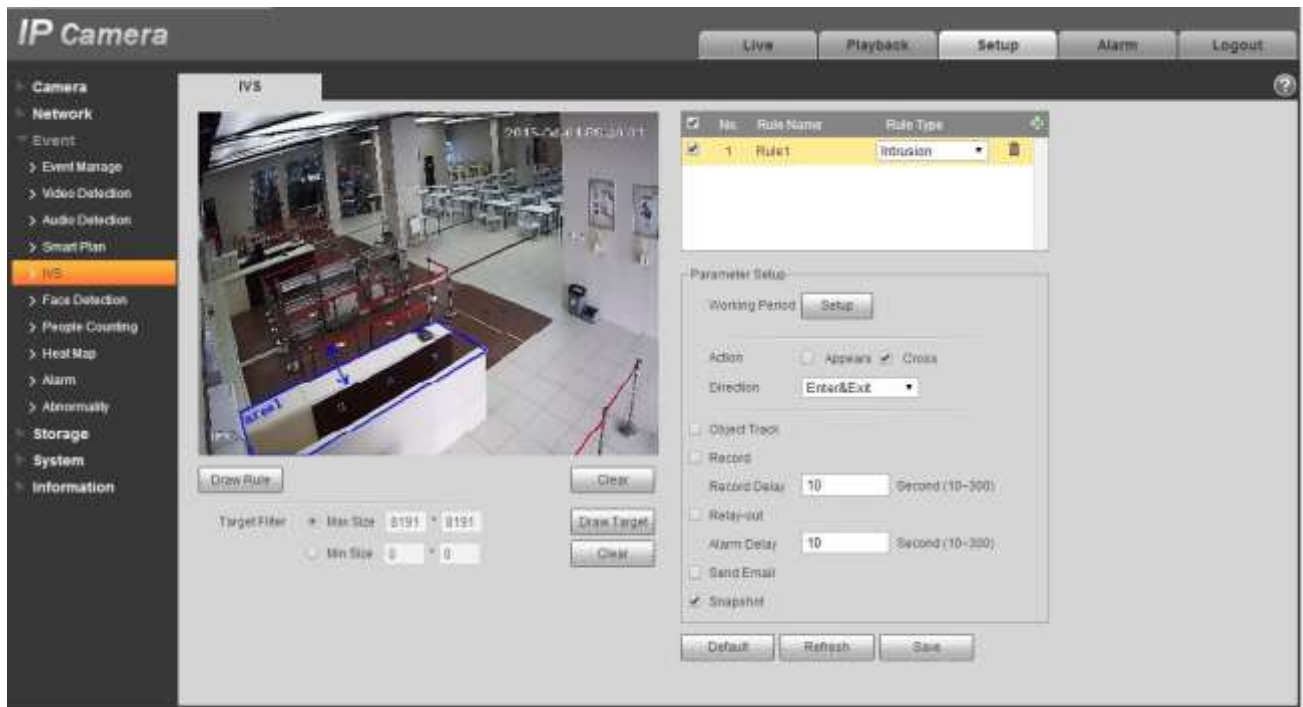 IP Camera
Live Playback Setup Alarm Logout
Camera
Network
Event
Event Manage
Video Detection
Audio Detection
Smart Plan
IVS
Face Detection
People Counting
Heat Map
Alarm
Abnormality
Storage
System
Information
IVS
area1
Draw Rule Clear
Target Filter Max Size 8191 * 8191 Draw Target
Min Size 0 * 0 Clear
No. Rule Name Rule Type
1 Rule1 Intrusion
Parameter Setup
Working Period Setup
Action Appears Cross
Direction Enter&Exit
Object Track
Record
Record Delay 10 Second (10~300)
Relay-out
Alarm Delay 10 Second (10~300)
Send Email
Snapshot
Default Refresh Save